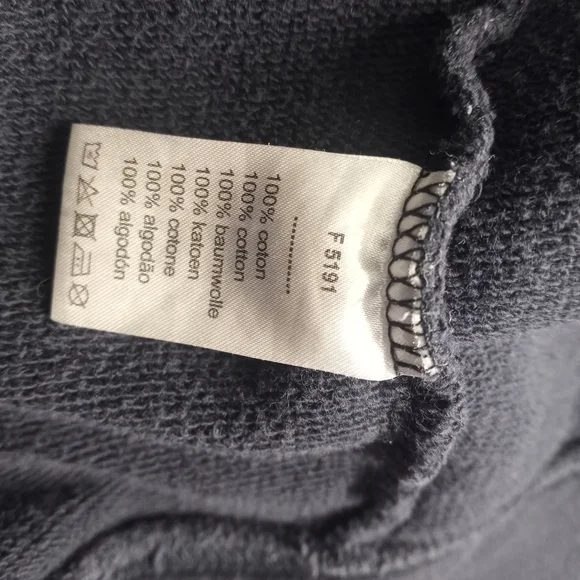 F 5191
.............
100% coton
100% cotton
100% baumwolle
100% katoen
100% cotone
100% algodão
100% algodón